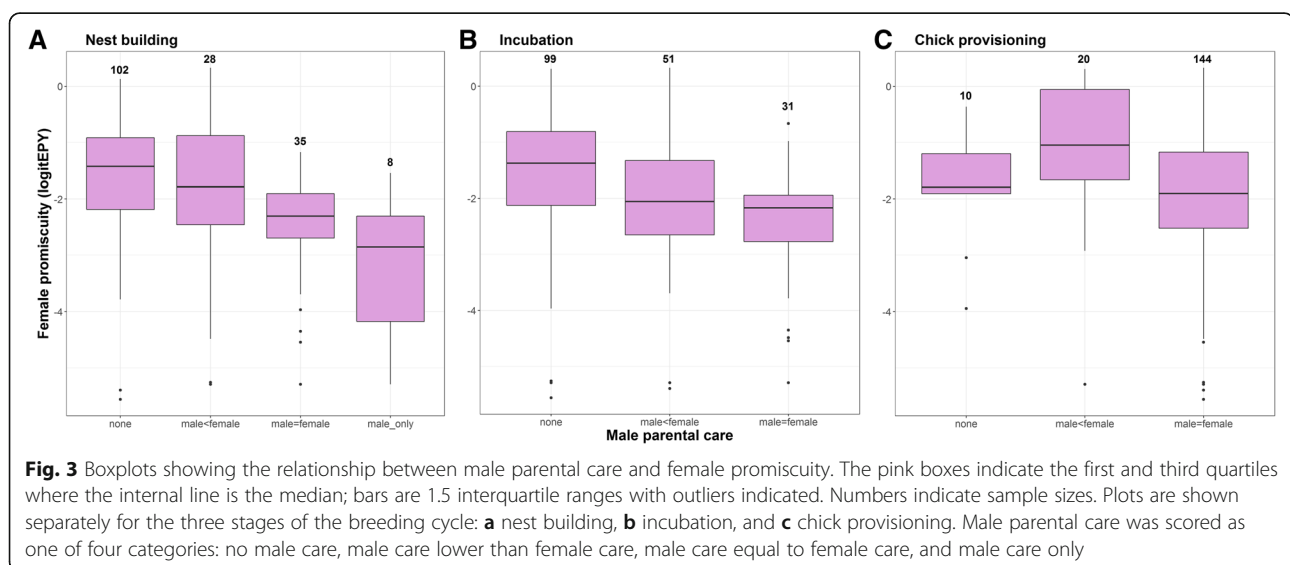 A Nest building
B Incubation
C Chick provisioning
Female promiscuity (logitEPY)
0
-2
-4
102
28
35
8
none
male<female
male=female
male_only
0
-2
-4
99
51
31
none
male<female
male=female
0
-2
-4
10
20
144
none
male<female
male=female
Male parental care
Fig. 3 Boxplots showing the relationship between male parental care and female promiscuity. The pink boxes indicate the first and third quartiles
where the internal line is the median; bars are 1.5 interquartile ranges with outliers indicated. Numbers indicate sample sizes. Plots are shown
separately for the three stages of the breeding cycle: a nest building, b incubation, and c chick provisioning. Male parental care was scored as
one of four categories: no male care, male care lower than female care, male care equal to female care, and male care only